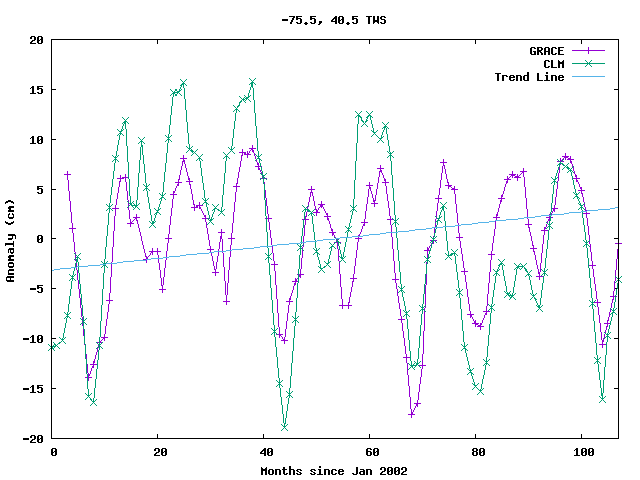 -75.5, 40.5 TWS
GRACE
CLM
Trend Line
20
15
10
5
0
-5
-10
-15
-20
Anomaly (cm)
0 20 40 60 80 100
Months since Jan 2002